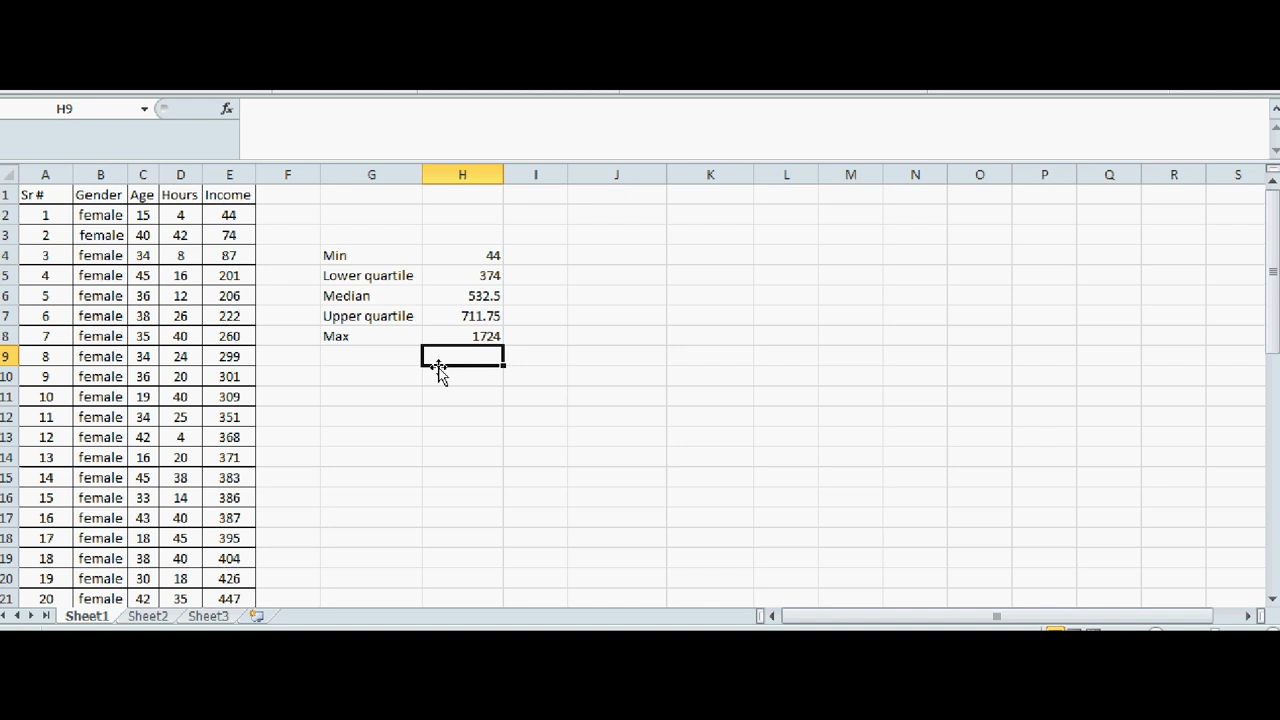 H9 fx
A B C D E F G H I J K L M N O P Q R S
1 Sr # Gender Age Hours Income
2 1 female 15 4 44
3 2 female 40 42 74
4 3 female 34 8 87 Min 44
5 4 female 45 16 201 Lower quartile 374
6 5 female 36 12 206 Median 532.5
7 6 female 38 26 222 Upper quartile 711.75
8 7 female 35 40 260 Max 1724
9 8 female 34 24 299
10 9 female 36 20 301
11 10 female 19 40 309
12 11 female 34 25 351
13 12 female 42 4 368
14 13 female 16 20 371
15 14 female 45 38 383
16 15 female 33 14 386
17 16 female 43 40 387
18 17 female 18 45 395
19 18 female 38 40 404
20 19 female 30 18 426
21 20 female 42 35 447
Sheet1 Sheet2 Sheet3